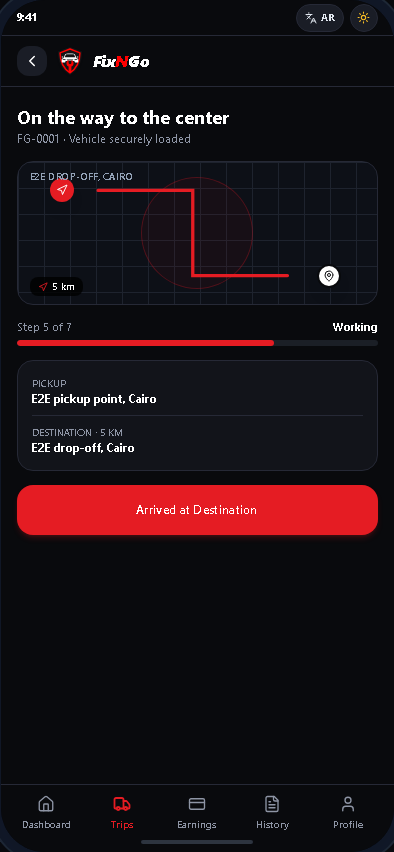 9:41
AR
FixNGo
On the way to the center
FG-0001 · Vehicle securely loaded
E2E DROP-OFF, CAIRO
5 km
Step 5 of 7
Working
PICKUP
E2E pickup point, Cairo
DESTINATION · 5 KM
E2E drop-off, Cairo
Arrived at Destination
Dashboard
Trips
Earnings
History
Profile